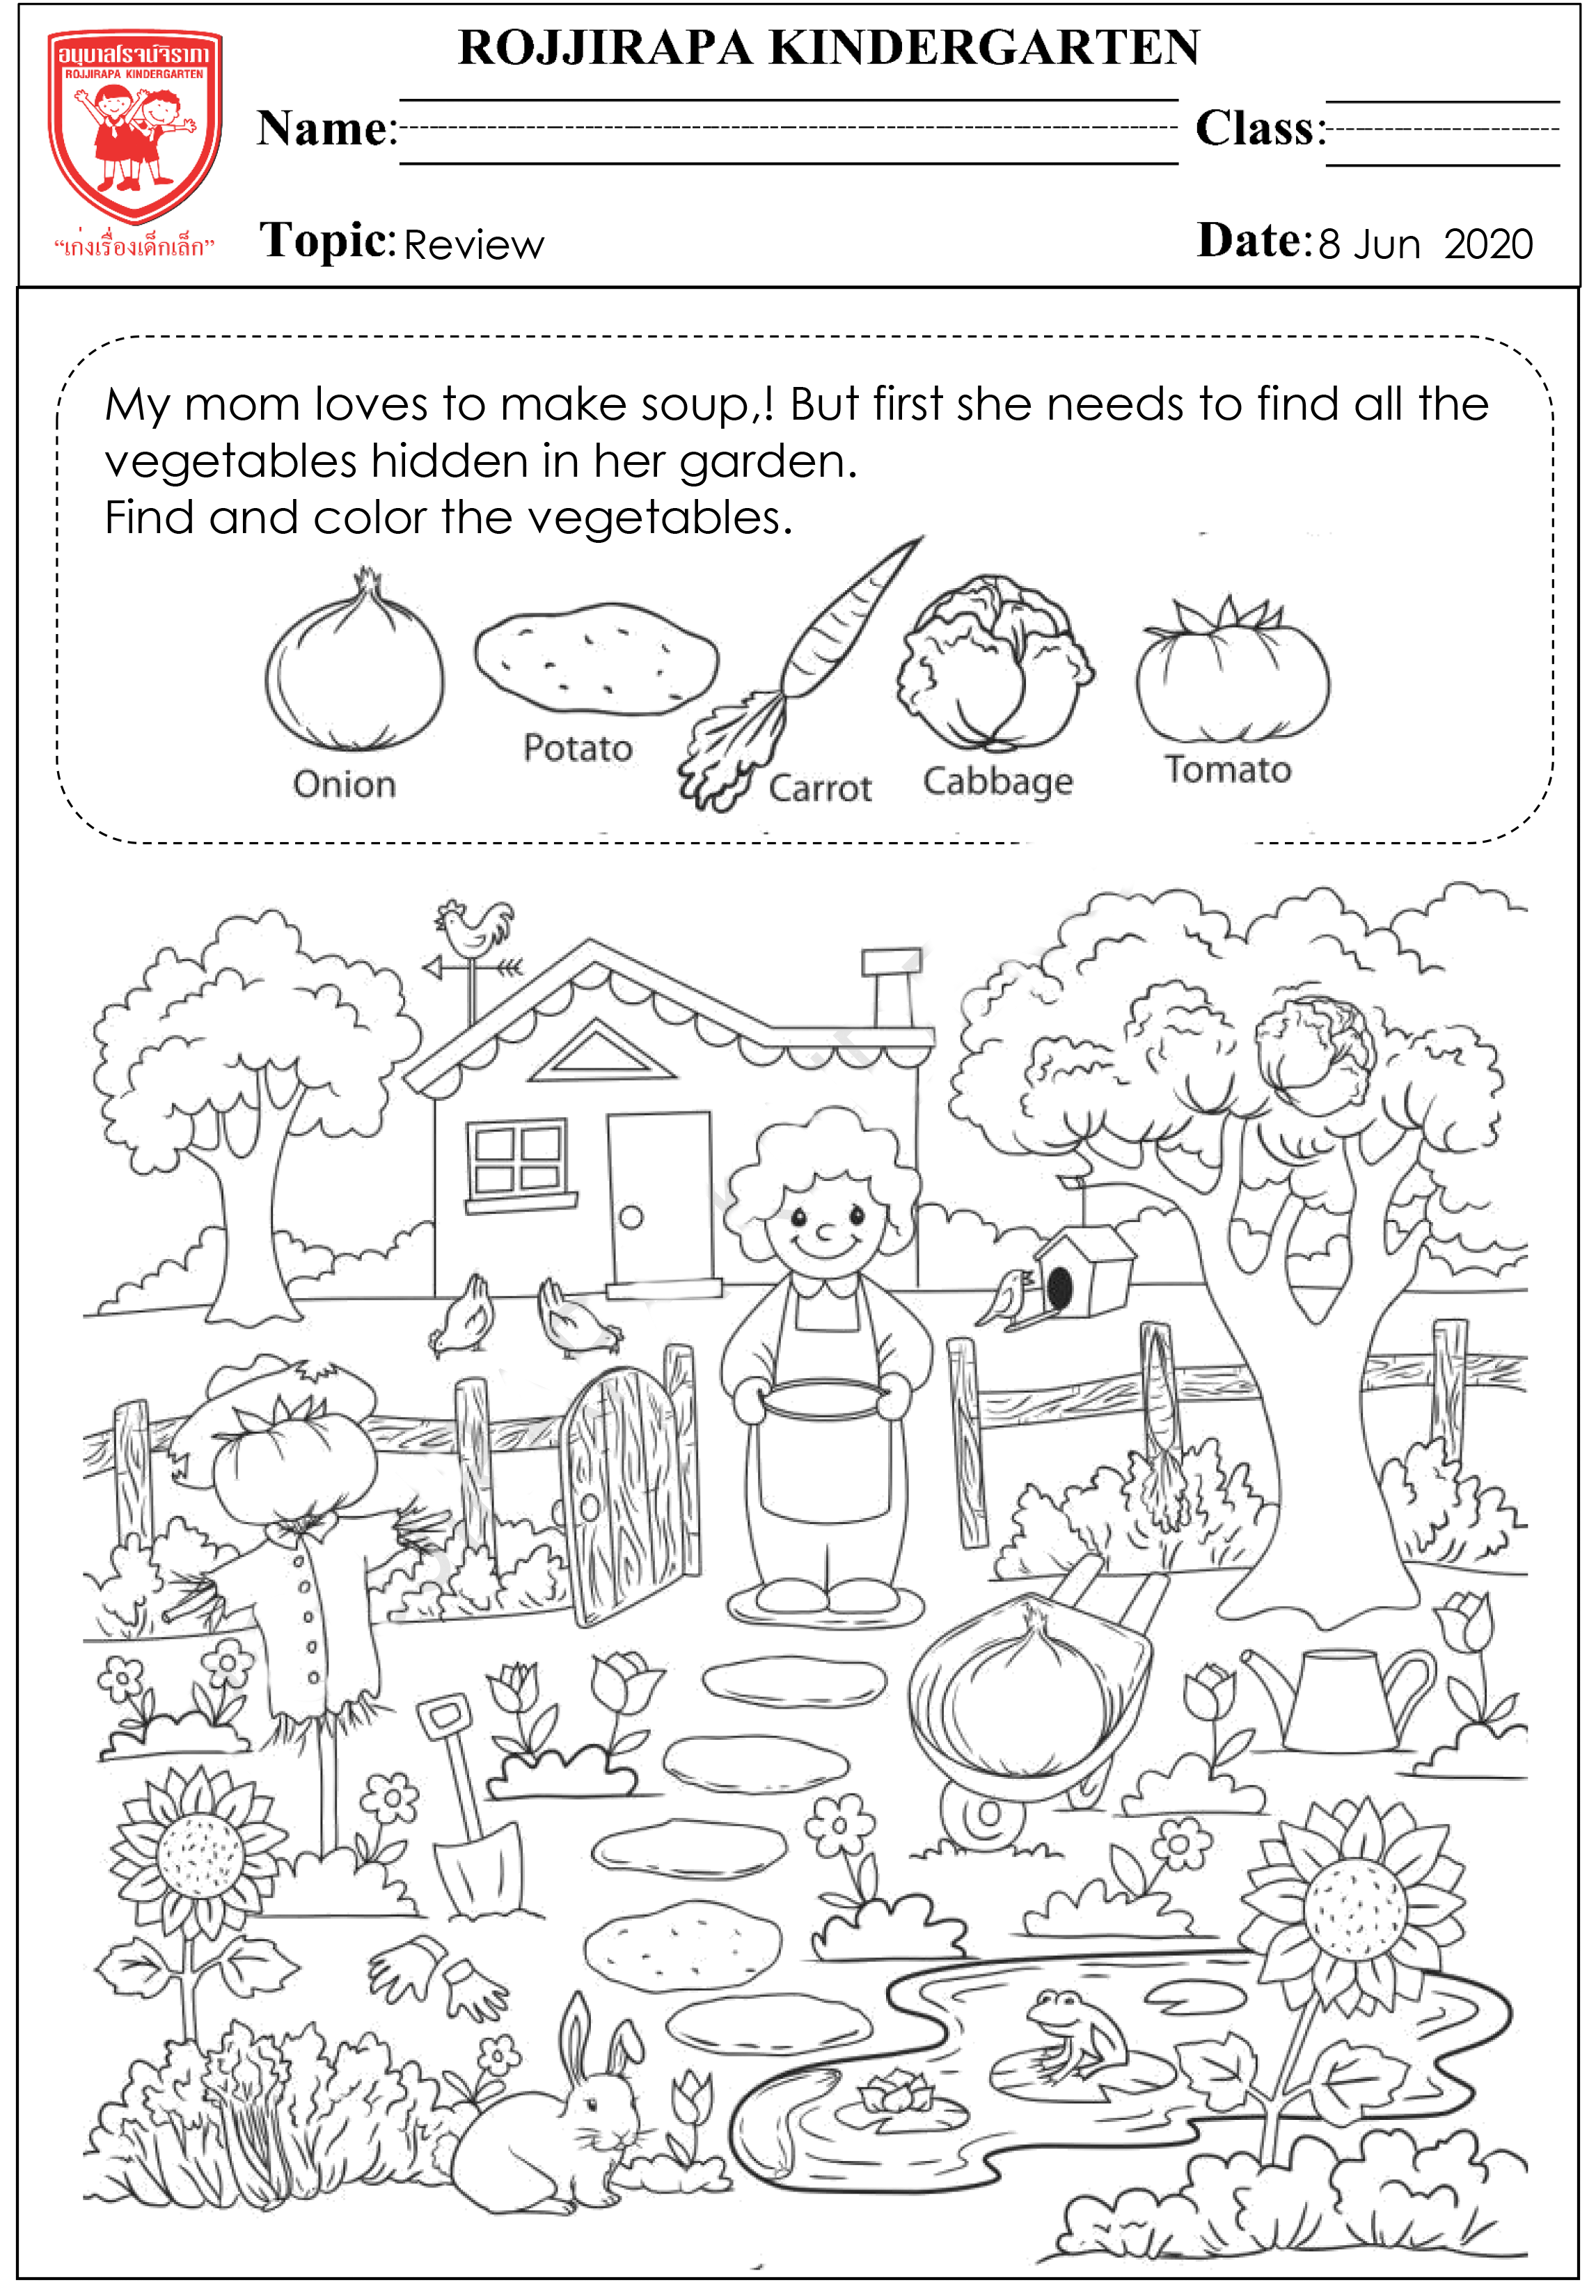 อนุบาลโรจน์จิราภา
ROJJIRAPA KINDERGARTEN
“เก่งเรื่องเด็กเล็ก”
ROJJIRAPA KINDERGARTEN
Name: Class:
Topic: Review Date: 8 Jun 2020
My mom loves to make soup,! But first she needs to find all the
vegetables hidden in her garden.
Find and color the vegetables.
Onion
Potato
Carrot
Cabbage
Tomato